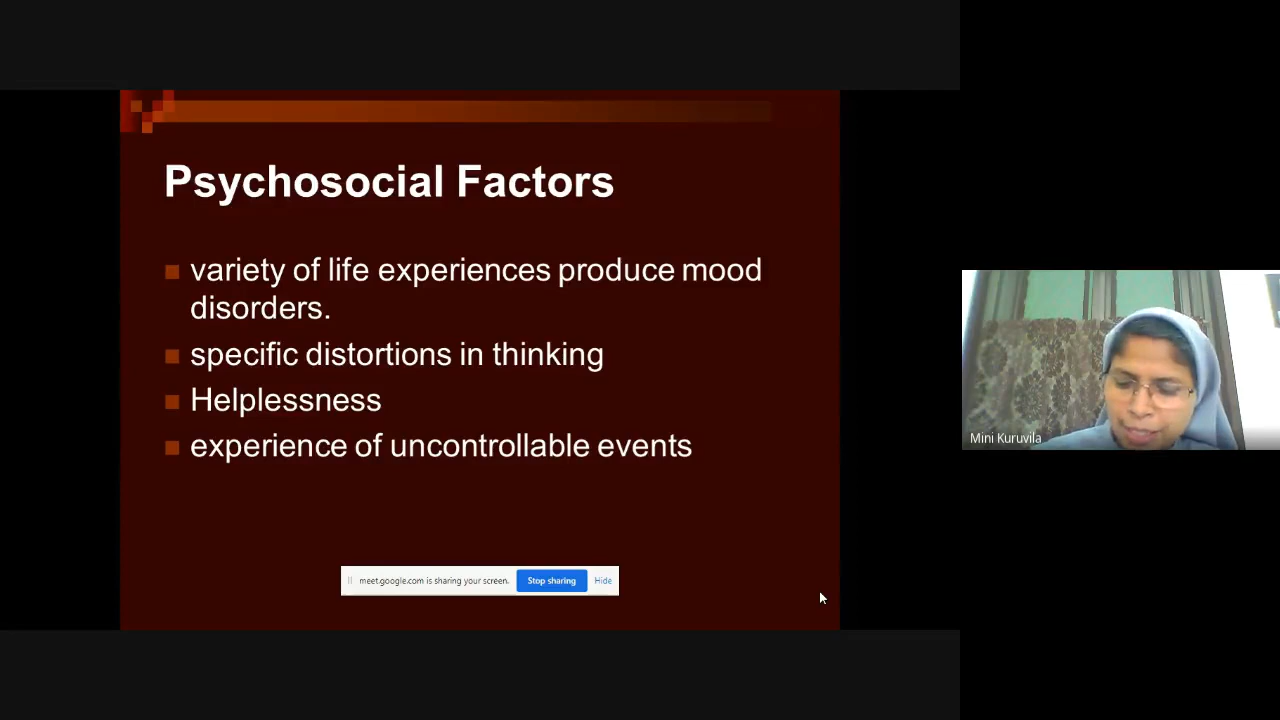 Psychosocial Factors
variety of life experiences produce mood
disorders.
specific distortions in thinking
Helplessness
experience of uncontrollable events
meet.google.com is sharing your screen.
Stop sharing
Hide
Mini Kuruvila